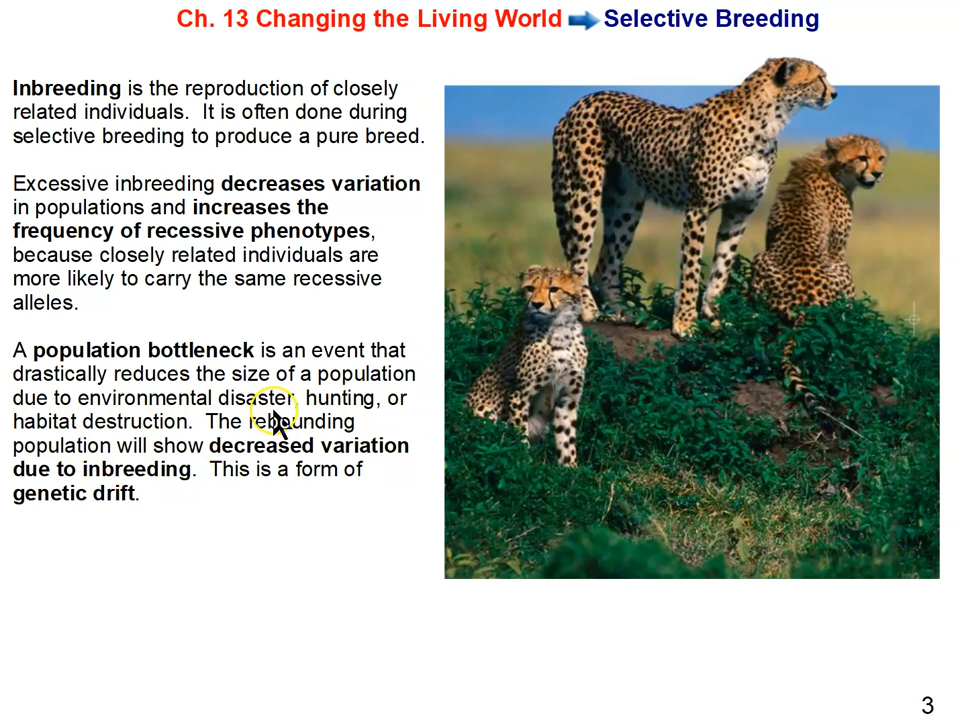 Ch. 13 Changing the Living World Selective Breeding
Inbreeding is the reproduction of closely
related individuals. It is often done during
selective breeding to produce a pure breed.
Excessive inbreeding decreases variation
in populations and increases the
frequency of recessive phenotypes,
because closely related individuals are
more likely to carry the same recessive
alleles.
A population bottleneck is an event that
drastically reduces the size of a population
due to environmental disaster, hunting, or
habitat destruction. The rebounding
population will show decreased variation
due to inbreeding. This is a form of
genetic drift.
3